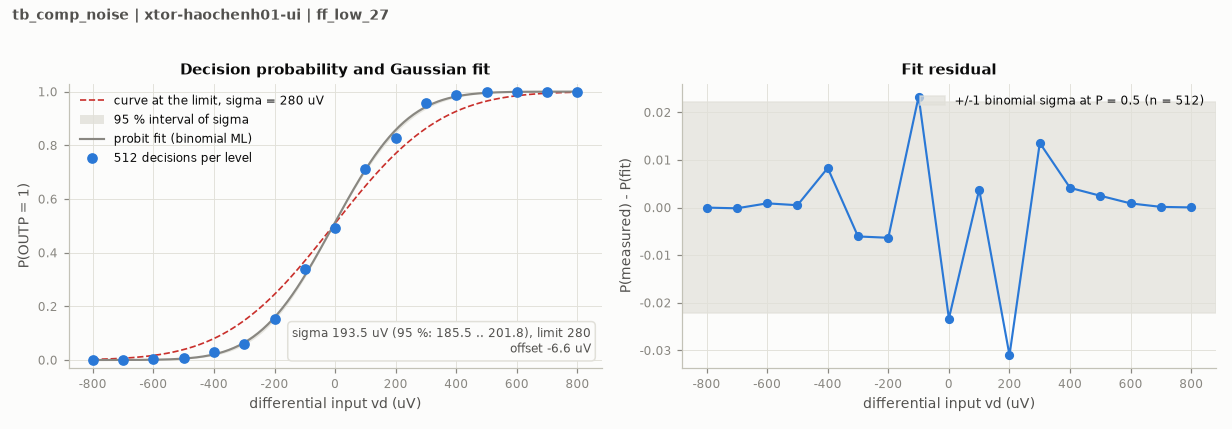 tb_comp_noise | xtor-haochenh01-ui | ff_low_27
Decision probability and Gaussian fit
curve at the limit, sigma = 280 uV
95 % interval of sigma
probit fit (binomial ML)
512 decisions per level
P(OUTP = 1)
1.0
0.8
0.6
0.4
0.2
0.0
sigma 193.5 uV (95 %: 185.5 .. 201.8), limit 280
offset -6.6 uV
-800 -600 -400 -200 0 200 400 600 800
differential input vd (uV)
Fit residual
+/-1 binomial sigma at P = 0.5 (n = 512)
P(measured) - P(fit)
0.02
0.01
0.00
-0.01
-0.02
-0.03
-800 -600 -400 -200 0 200 400 600 800
differential input vd (uV)